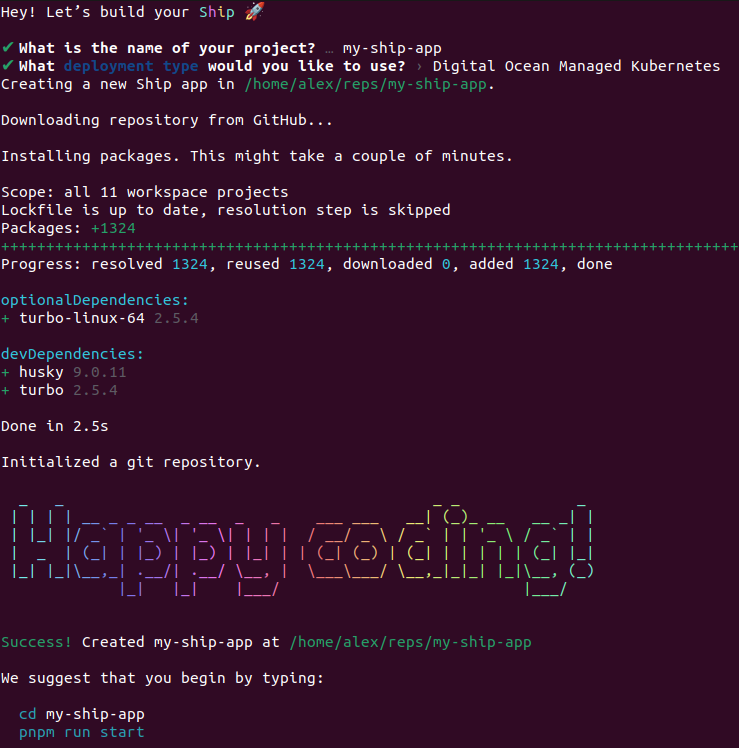 Hey! Let’s build your Ship 🚀
✔ What is the name of your project? … my-ship-app
✔ What deployment type would you like to use? › Digital Ocean Managed Kubernetes
Creating a new Ship app in /home/alex/reps/my-ship-app.
Downloading repository from GitHub...
Installing packages. This might take a couple of minutes.
Scope: all 11 workspace projects
Lockfile is up to date, resolution step is skipped
Packages: +1324
++++++++++++++++++++++++++++++++++++++++++++++++++++++++++++++++++++++++++++++++++
Progress: resolved 1324, reused 1324, downloaded 0, added 1324, done
optionalDependencies:
+ turbo-linux-64 2.5.4
devDependencies:
+ husky 9.0.11
+ turbo 2.5.4
Done in 2.5s
Initialized a git repository.
Happy coding!
Success! Created my-ship-app at /home/alex/reps/my-ship-app
We suggest that you begin by typing:
cd my-ship-app
pnpm run start